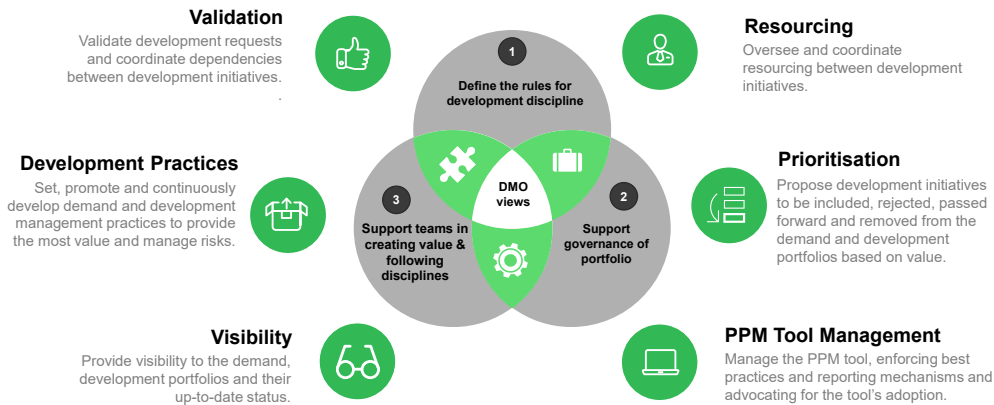 Validation
Validate development requests
and coordinate dependencies
between development initiatives.
.
Resourcing
Oversee and coordinate
resourcing between development
initiatives.
1
Define the rules for
development discipline
Development Practices
Set, promote and continuously
develop demand and development
management practices to provide
the most value and manage risks.
DMO
views
3
Support teams in
creating value &
following
disciplines
2
Support
governance of
portfolio
Prioritisation
Propose development initiatives
to be included, rejected, passed
forward and removed from the
demand and development
portfolios based on value.
Visibility
Provide visibility to the demand,
development portfolios and their
up-to-date status.
PPM Tool Management
Manage the PPM tool, enforcing best
practices and reporting mechanisms and
advocating for the tool's adoption.